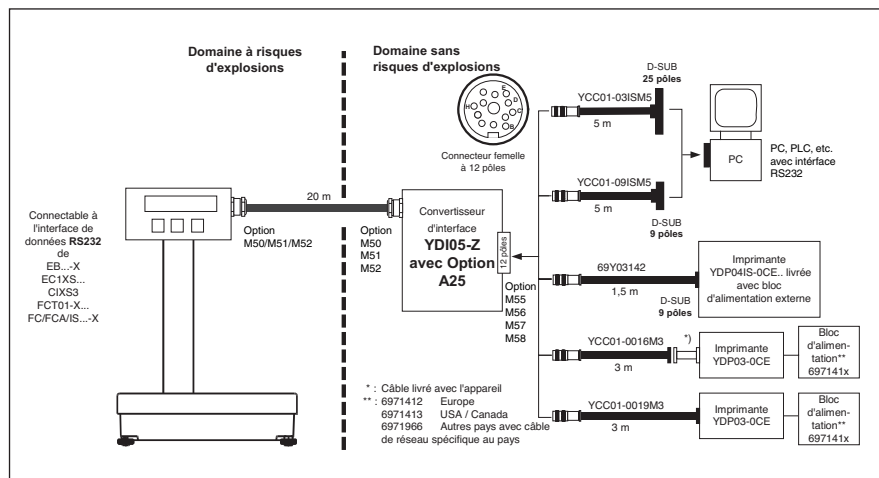 Domaine à risques
d'explosions
Domaine sans
risques d'explosions
E
D
C
B
H
Connecteur femelle
à 12 pôles
D-SUB
25 pôles
YCC01-03ISM5
5 m
PC
PC, PLC, etc.
avec intérface
RS232
YCC01-09ISM5
5 m
D-SUB
9 pôles
20 m
Option
M50/M51/M52
Option
M50
M51
M52
Connectable à
l'interface de
données RS232
de
EB...-X
EC1XS...
CIXS3
FCT01-X...
FC/FCA/IS...-X
Convertisseur
d'interface
YDI05-Z
avec Option
A25
12 pôles
Option
M55
M56
M57
M58
69Y03142
1,5 m
D-SUB
9 pôles
Imprimante
YDP04IS-0CE.. livrée
avec bloc
d'alimentation externe
YCC01-0016M3
3 m
*)
Imprimante
YDP03-0CE
Bloc
d'alimen-
tation**
697141x
YCC01-0019M3
3 m
Imprimante
YDP03-0CE
Bloc
d'alimen-
tation**
697141x
* : Câble livré avec l'appareil
** : 6971412 Europe
6971413 USA / Canada
6971966 Autres pays avec câble
de réseau spécifique au pays